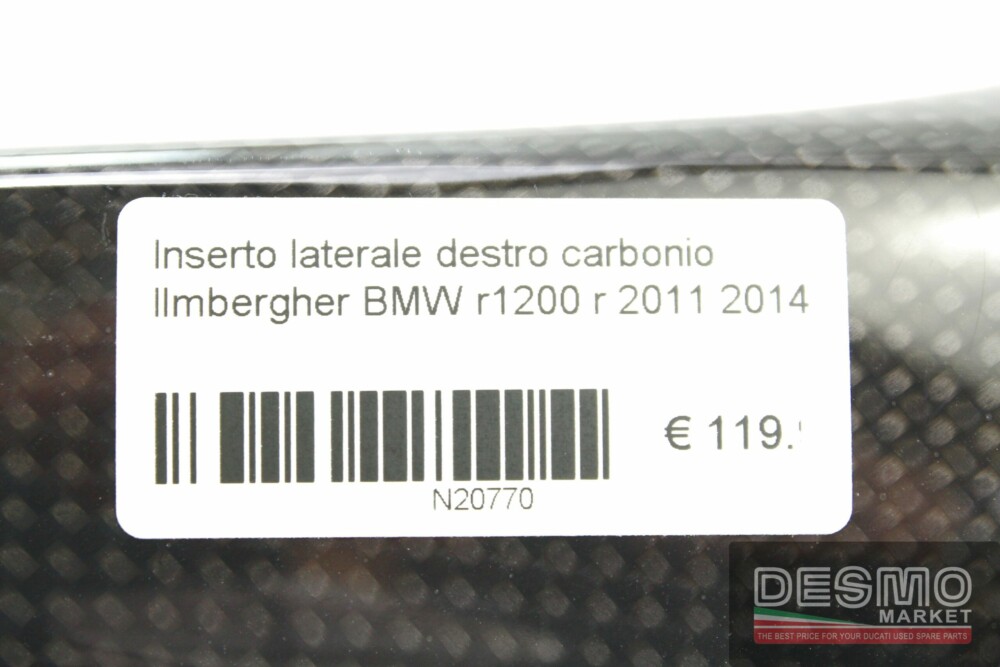 Inserto laterale destro carbonio
Ilmbergher BMW r1200 r 2011 2014
€ 119.
N20770
DESMO
MARKET
THE BEST PRICE FOR YOUR DUCATI USED SPARE PARTS